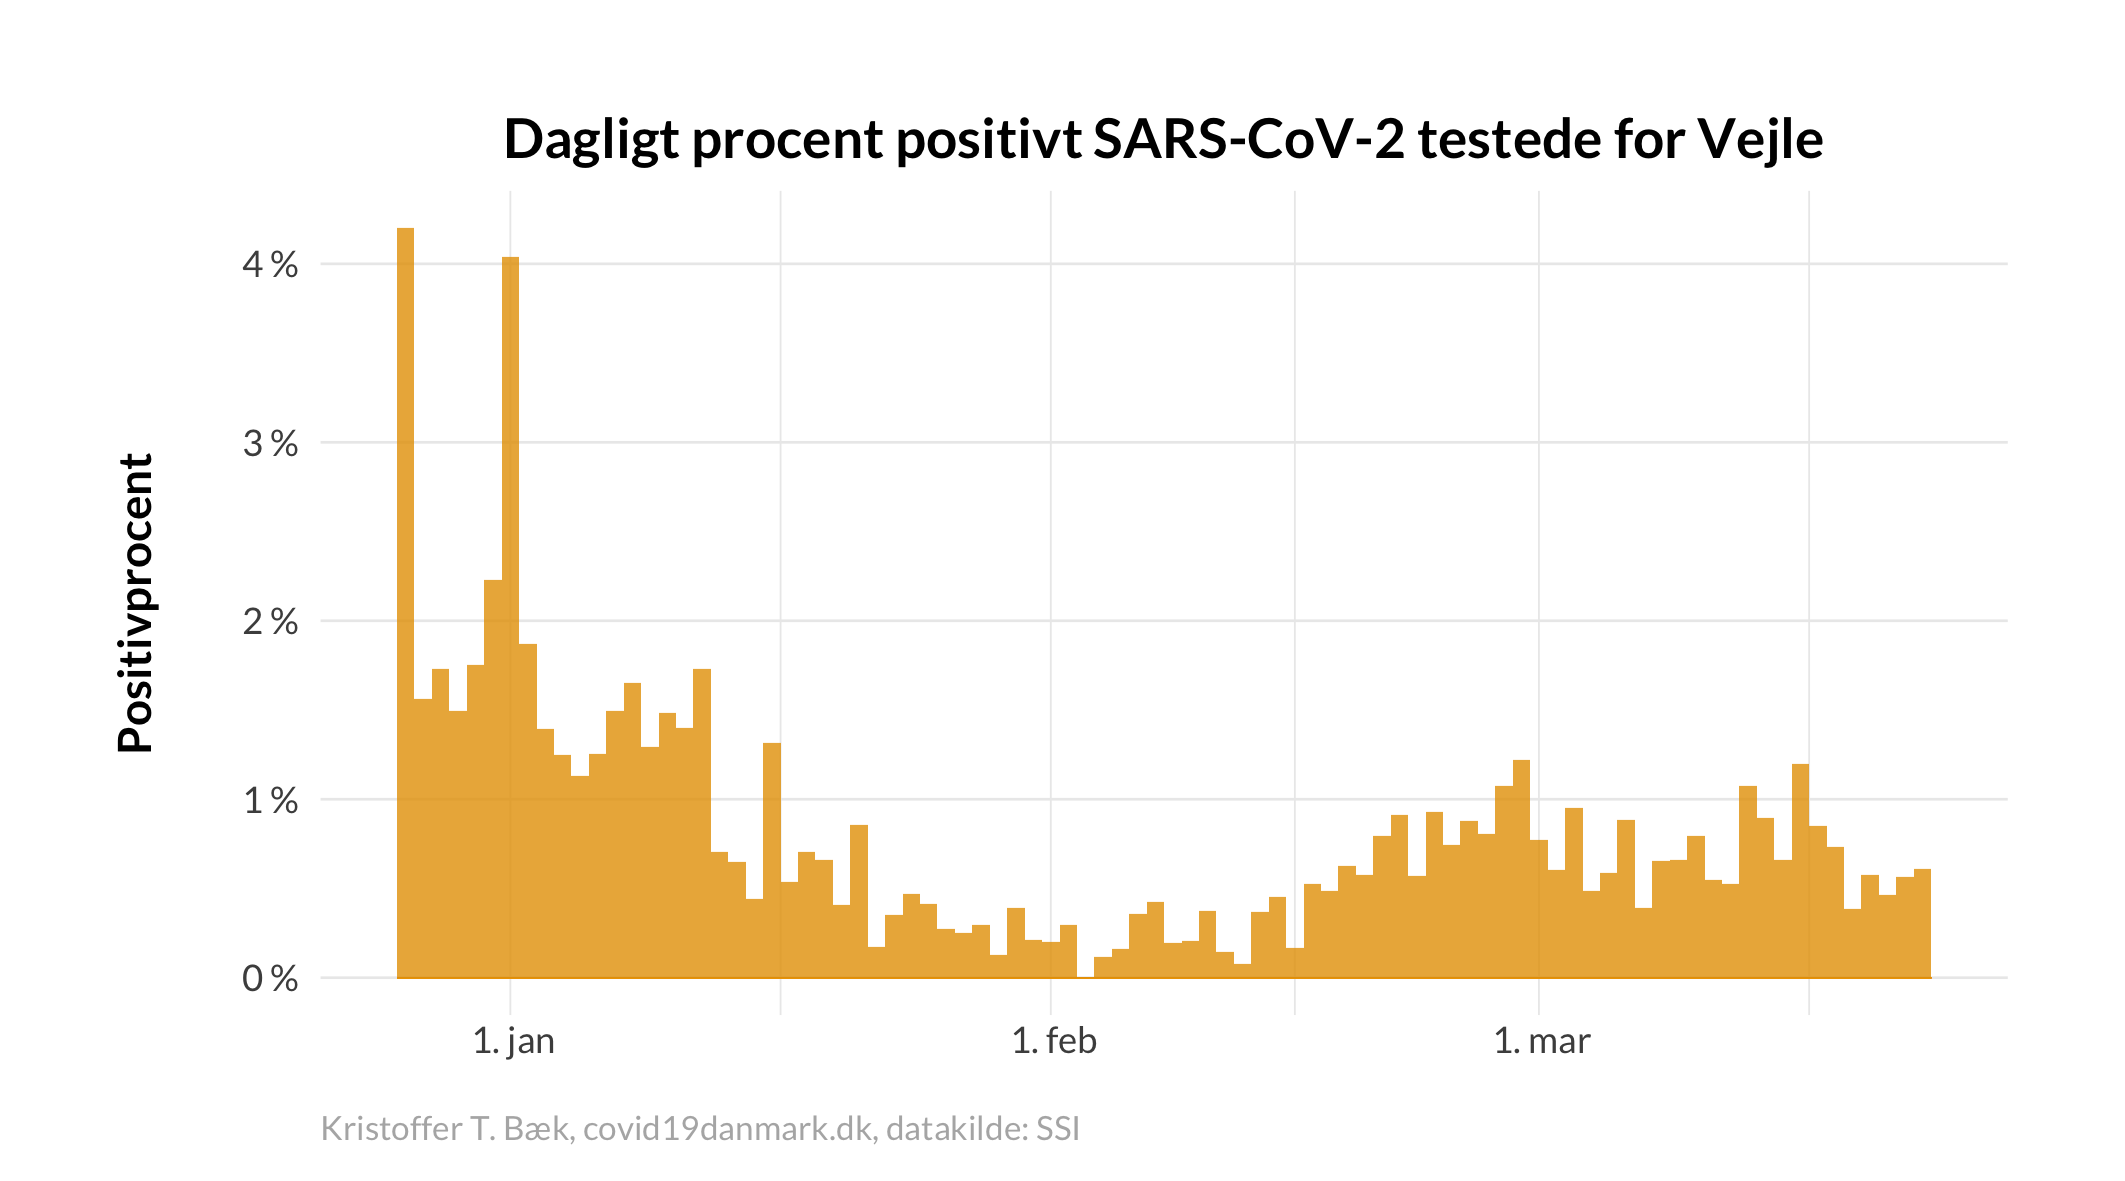 Dagligt procent positivt SARS-CoV-2 testede for Vejle
Positivprocent
4 %
3 %
2 %
1 %
0 %
1. jan
1. feb
1. mar
Kristoffer T. Bæk, covid19danmark.dk, datakilde: SSI